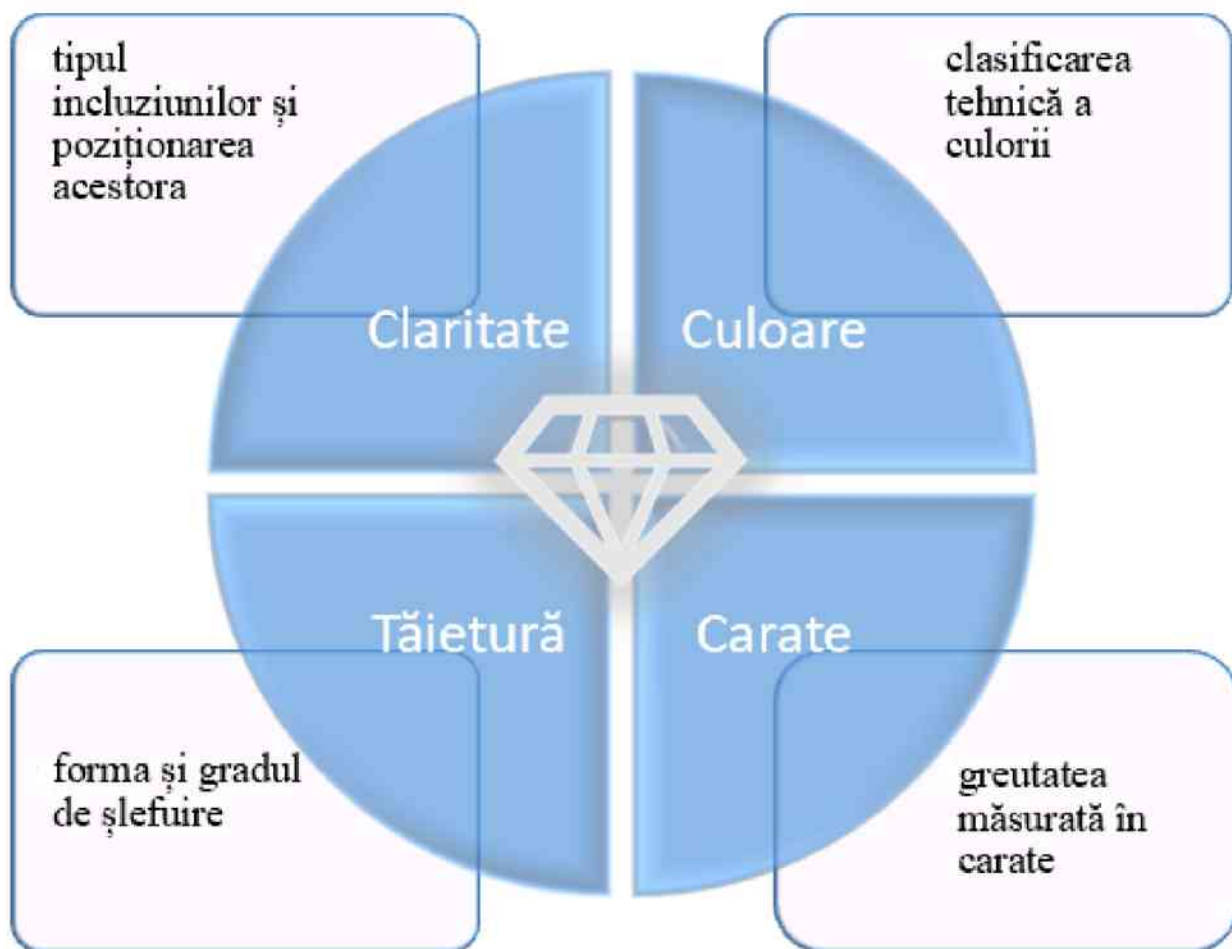 tipul
incluziunilor și
poziționarea
acestora
clasificarea
tehnică a
culorii
Claritate
Culoare
Tăietură
Carate
forma și gradul
de șlefuire
greutatea
măsurată în
carate